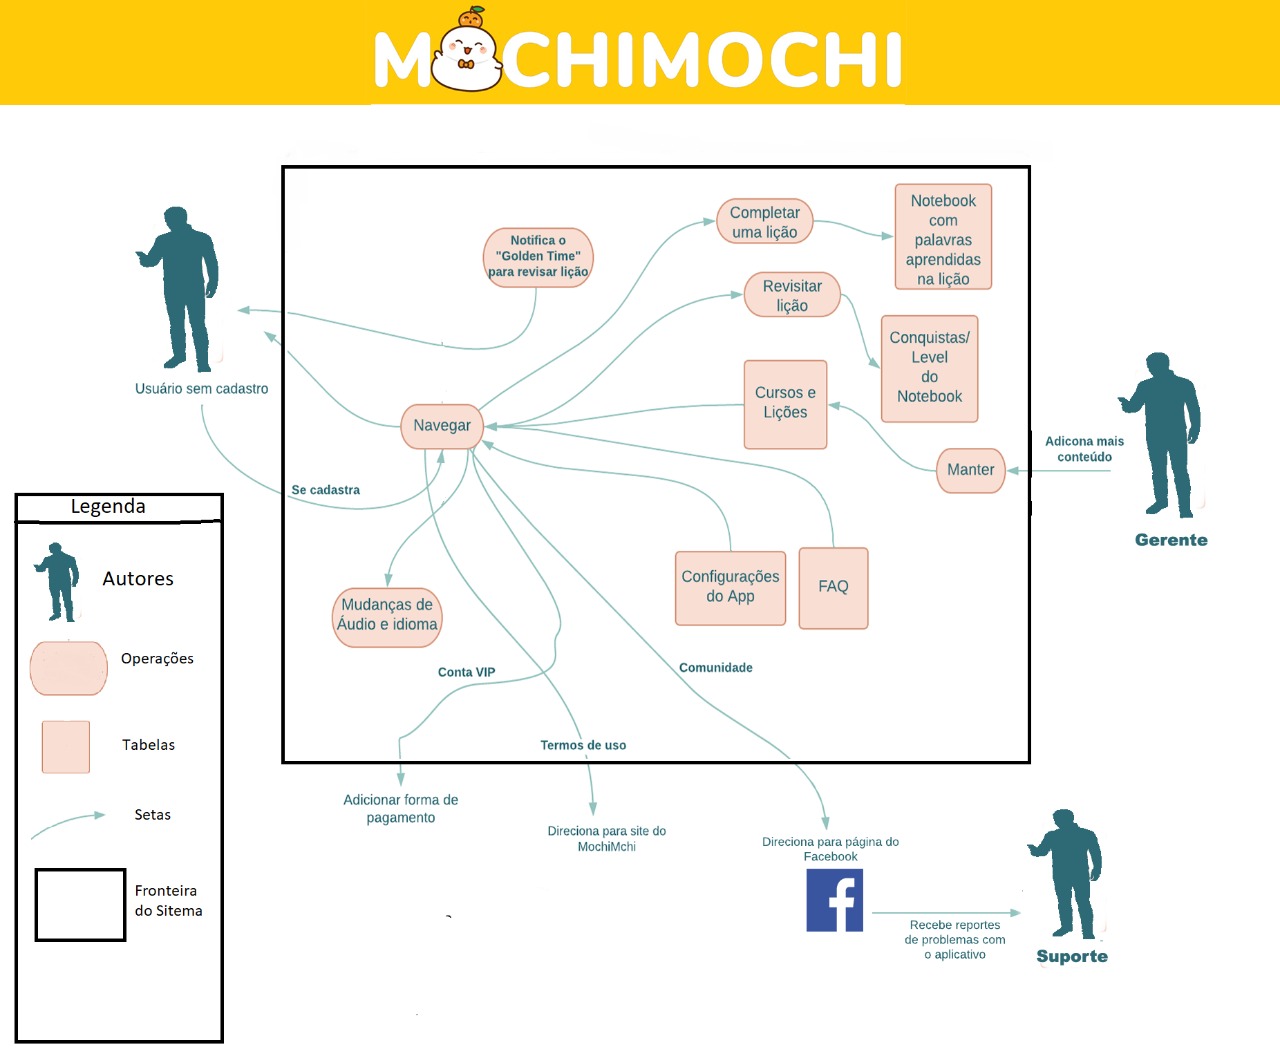 MOCHIMOCHI
Completar
uma lição
Notebook
com
palavras
aprendidas
na lição
Notifica o
"Golden Time"
para revisar lição
Revisitar
lição
Conquistas/
Level
do
Notebook
Usuário sem cadastro
Cursos e
Lições
Navegar
Adicona mais
conteúdo
Manter
Se cadastra
Gerente
Legenda
Autores
Operações
Tabelas
Setas
Fronteira
do Sitema
Configurações
do App
FAQ
Mudanças de
Áudio e idioma
Conta VIP
Comunidade
Termos de uso
Adicionar forma de
pagamento
Direciona para site do
MochiMchi
Direciona para página do
Facebook
f
Recebe reportes
de problemas com
o aplicativo
Suporte